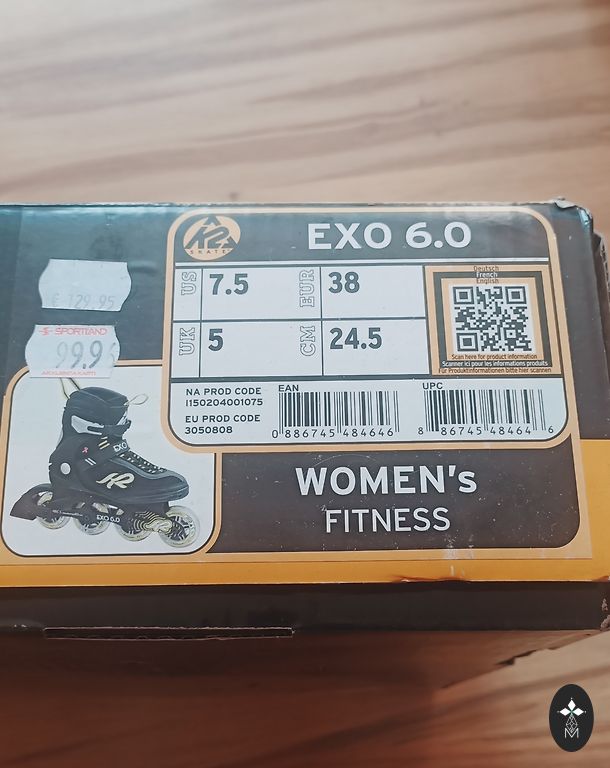 K2
SKATE
EXO 6.0
US 7.5 EUR 38
UK 5 CM 24.5
Deutsch
French
English
Scan here for product information
Scanner ici pour les informations produits
Für Produktinformationen bitte hier scannen
NA PROD CODE
I150204001075
EU PROD CODE
3050808
EAN
0 886745 484646
UPC
8 86745 48464 6
€ 129.95
SPORTLAND
99.95
K2
EXO 6.0
WOMEN's
FITNESS
M